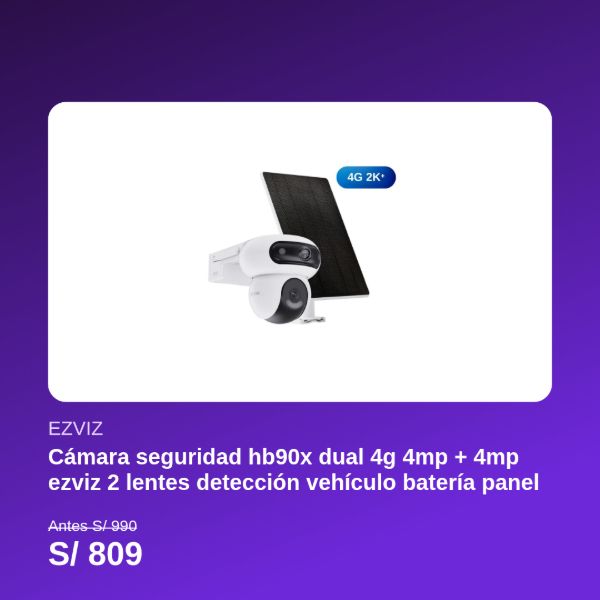 4G 2K+
EZVIZ
Cámara seguridad hb90x dual 4g 4mp + 4mp
ezviz 2 lentes detección vehículo batería panel
Antes S/ 990
S/ 809